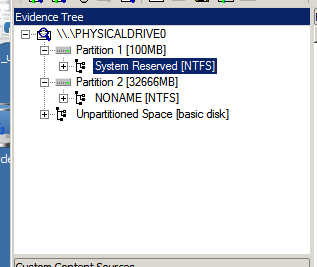 Evidence Tree
\\.\PHYSICALDRIVE0
Partition 1 [100MB]
System Reserved [NTFS]
Partition 2 [32666MB]
NONAME [NTFS]
Unpartitioned Space [basic disk]
Custom Content Sources